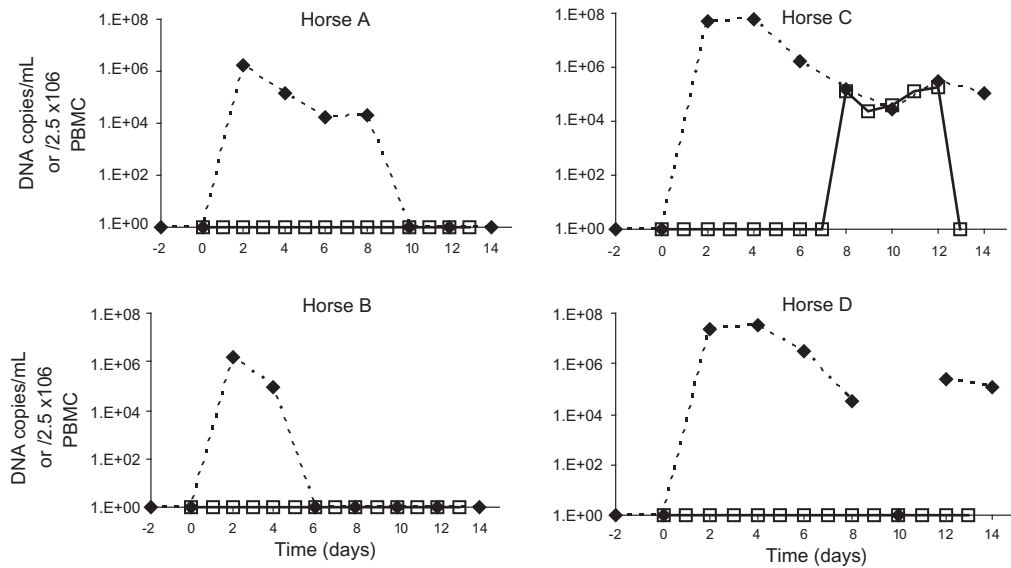 Horse A
1.E+08
1.E+06
1.E+04
1.E+02
1.E+00
-2 0 2 4 6 8 10 12 14
DNA copies/mL
or /2.5 x106
PBMC
Horse C
1.E+08
1.E+06
1.E+04
1.E+02
1.E+00
-2 0 2 4 6 8 10 12 14
Horse B
1.E+08
1.E+06
1.E+04
1.E+02
1.E+00
-2 0 2 4 6 8 10 12 14
Time (days)
DNA copies/mL
or /2.5 x106
PBMC
Horse D
1.E+08
1.E+06
1.E+04
1.E+02
1.E+00
-2 0 2 4 6 8 10 12 14
Time (days)